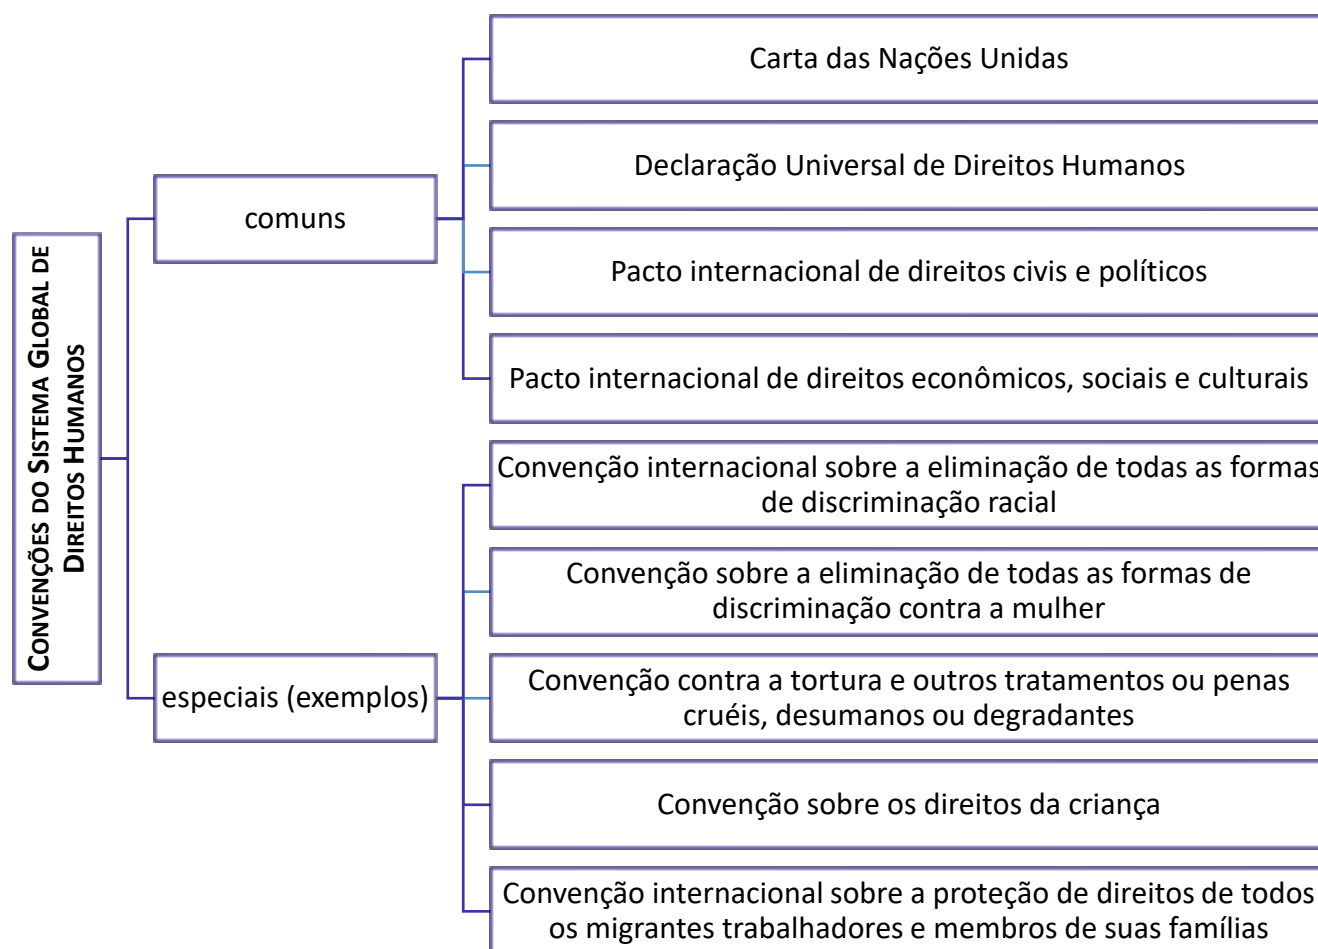 CONVENÇÕES DO SISTEMA GLOBAL DE
DIREITOS HUMANOS
comuns
Carta das Nações Unidas
Declaração Universal de Direitos Humanos
Pacto internacional de direitos civis e políticos
Pacto internacional de direitos econômicos, sociais e culturais
especiais (exemplos)
Convenção internacional sobre a eliminação de todas as formas
de discriminação racial
Convenção sobre a eliminação de todas as formas de
discriminação contra a mulher
Convenção contra a tortura e outros tratamentos ou penas
cruéis, desumanos ou degradantes
Convenção sobre os direitos da criança
Convenção internacional sobre a proteção de direitos de todos
os migrantes trabalhadores e membros de suas famílias